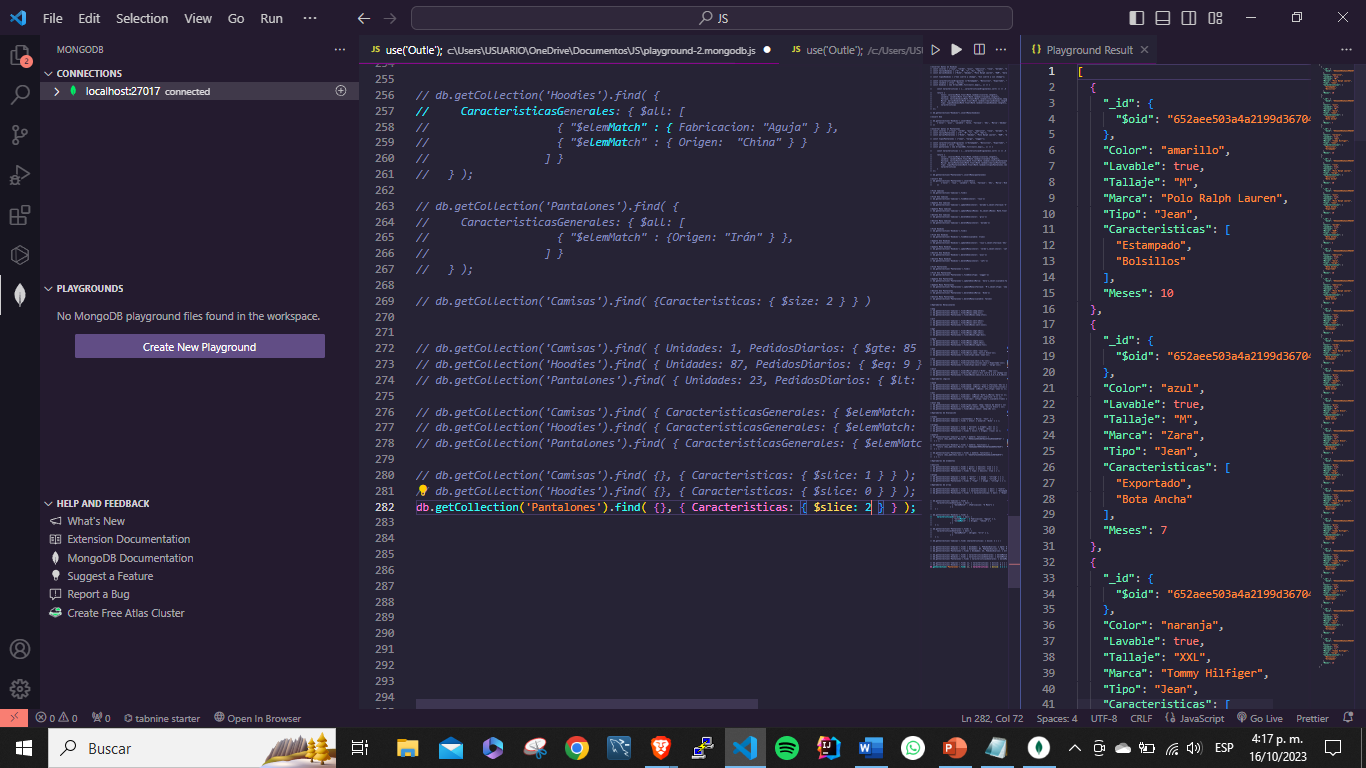 File Edit Selection View Go Run ···
JS
MONGODB
CONNECTIONS
localhost:27017 connected
PLAYGROUNDS
No MongoDB playground files found in the workspace.
Create New Playground
HELP AND FEEDBACK
What's New
Extension Documentation
MongoDB Documentation
Suggest a Feature
Report a Bug
Create Free Atlas Cluster
JS use('Outle'); c:\Users\USUARIO\OneDrive\Documentos\JS\playground-2.mongodb.js
JS use('Outle'); /c:/Users/USU
254
255
256 // db.getCollection('Hoodies').find( {
257 // CaracteristicasGenerales: { $all: [
258 // { "$elemMatch" : { Fabricacion: "Aguja" } },
259 // { "$elemMatch" : { Origen: "China" } }
260 // ] }
261 // } );
262
263 // db.getCollection('Pantalones').find( {
264 // CaracteristicasGenerales: { $all: [
265 // { "$elemMatch" : {Origen: "Irán" } },
266 // ] }
267 // } );
268
269 // db.getCollection('Camisas').find( {Caracteristicas: { $size: 2 } } )
270
271
272 // db.getCollection('Camisas').find( { Unidades: 1, PedidosDiarios: { $gte: 85
273 // db.getCollection('Hoodies').find( { Unidades: 87, PedidosDiarios: { $eq: 9 }
274 // db.getCollection('Pantalones').find( { Unidades: 23, PedidosDiarios: { $Lt:
275
276 // db.getCollection('Camisas').find( { CaracteristicasGenerales: { $elemMatch:
277 // db.getCollection('Hoodies').find( { CaracteristicasGenerales: { $elemMatch:
278 // db.getCollection('Pantalones').find( { CaracteristicasGenerales: { $elemMatc
279
280 // db.getCollection('Camisas').find( {}, { Caracteristicas: { $slice: 1 } } );
281 // db.getCollection('Hoodies').find( {}, { Caracteristicas: { $slice: 0 } } );
282 db.getCollection('Pantalones').find( {}, { Caracteristicas: { $slice: 2 } } );
283
284
285
286
287
288
289
290
291
292
293
294
Playground Result
1 [
2 {
3 "_id": {
4 "$oid": "652aee503a4a2199d36704
5 },
6 "Color": "amarillo",
7 "Lavable": true,
8 "Tallaje": "M",
9 "Marca": "Polo Ralph Lauren",
10 "Tipo": "Jean",
11 "Caracteristicas": [
12 "Estampado",
13 "Bolsillos"
14 ],
15 "Meses": 10
16 },
17 {
18 "_id": {
19 "$oid": "652aee503a4a2199d36704
20 },
21 "Color": "azul",
22 "Lavable": true,
23 "Tallaje": "M",
24 "Marca": "Zara",
25 "Tipo": "Jean",
26 "Caracteristicas": [
27 "Exportado",
28 "Bota Ancha"
29 ],
30 "Meses": 7
31 },
32 {
33 "_id": {
34 "$oid": "652aee503a4a2199d36704
35 },
36 "Color": "naranja",
37 "Lavable": true,
38 "Tallaje": "XXL",
39 "Marca": "Tommy Hilfiger",
40 "Tipo": "Jean",
41 "Caracteristicas": [
0 0 0 tabnine starter Open In Browser
Ln 282, Col 72 Spaces: 4 UTF-8 CRLF JavaScript Go Live Prettier
Buscar
ESP
4:17 p. m.
16/10/2023